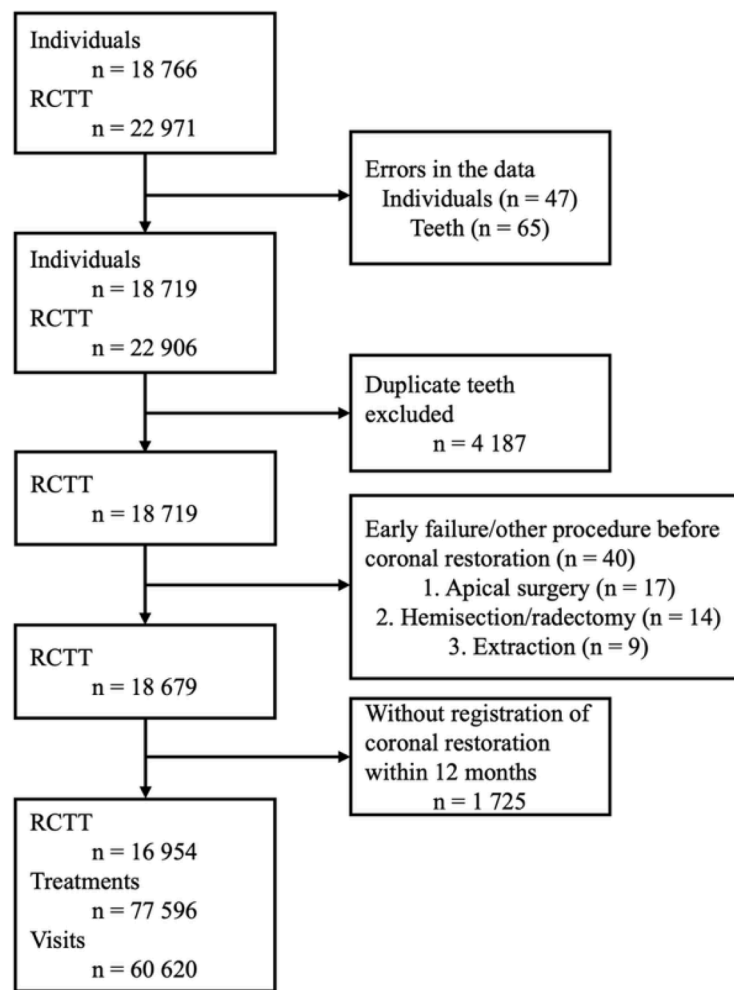 Individuals
n = 18 766
RCTT
n = 22 971
Errors in the data
Individuals (n = 47)
Teeth (n = 65)
Individuals
n = 18 719
RCTT
n = 22 906
Duplicate teeth
excluded
n = 4 187
RCTT
n = 18 719
Early failure/other procedure before
coronal restoration (n = 40)
1. Apical surgery (n = 17)
2. Hemisection/radectomy (n = 14)
3. Extraction (n = 9)
RCTT
n = 18 679
Without registration of
coronal restoration
within 12 months
n = 1 725
RCTT
n = 16 954
Treatments
n = 77 596
Visits
n = 60 620